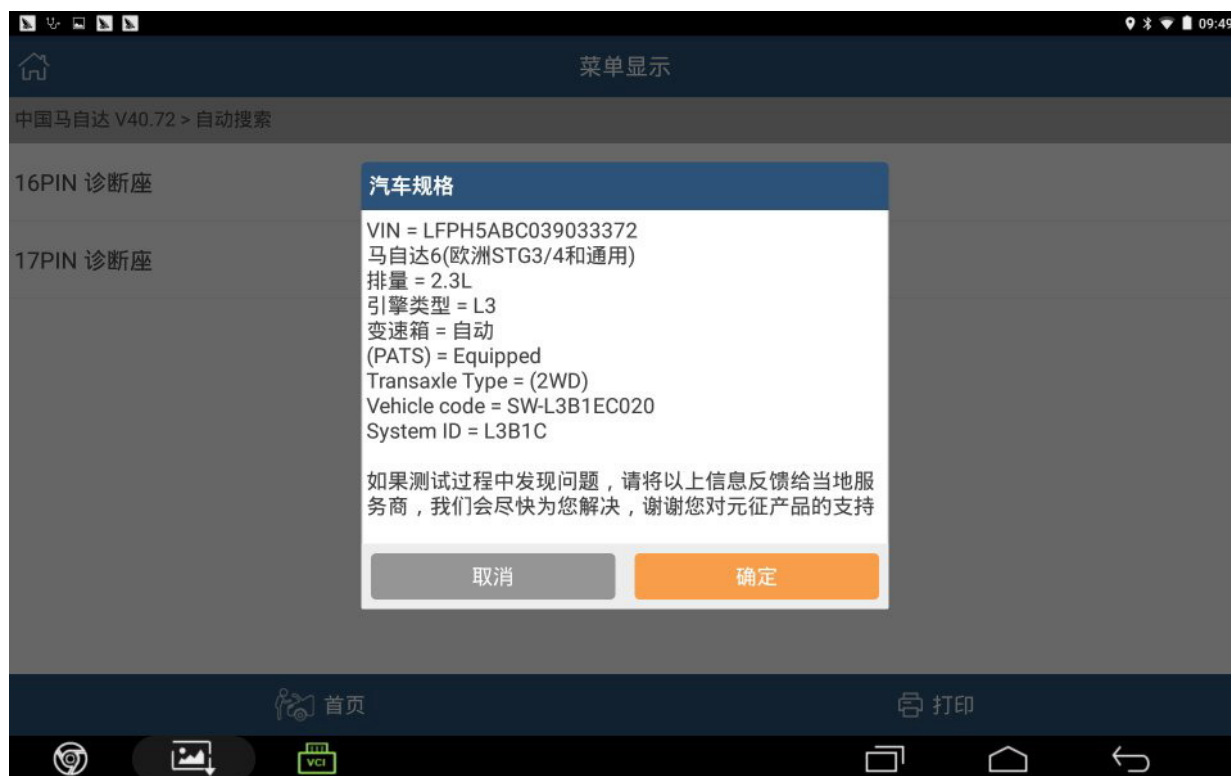 09:49
菜单显示
中国马自达 V40.72 > 自动搜索
16PIN 诊断座
17PIN 诊断座
汽车规格
VIN = LFPH5ABC039033372
马自达6(欧洲STG3/4和通用)
排量 = 2.3L
引擎类型 = L3
变速箱 = 自动
(PATS) = Equipped
Transaxle Type = (2WD)
Vehicle code = SW-L3B1EC020
System ID = L3B1C
如果测试过程中发现问题，请将以上信息反馈给当地服
务商，我们会尽快为您解决，谢谢您对元征产品的支持
取消
确定
首页
打印
VCI